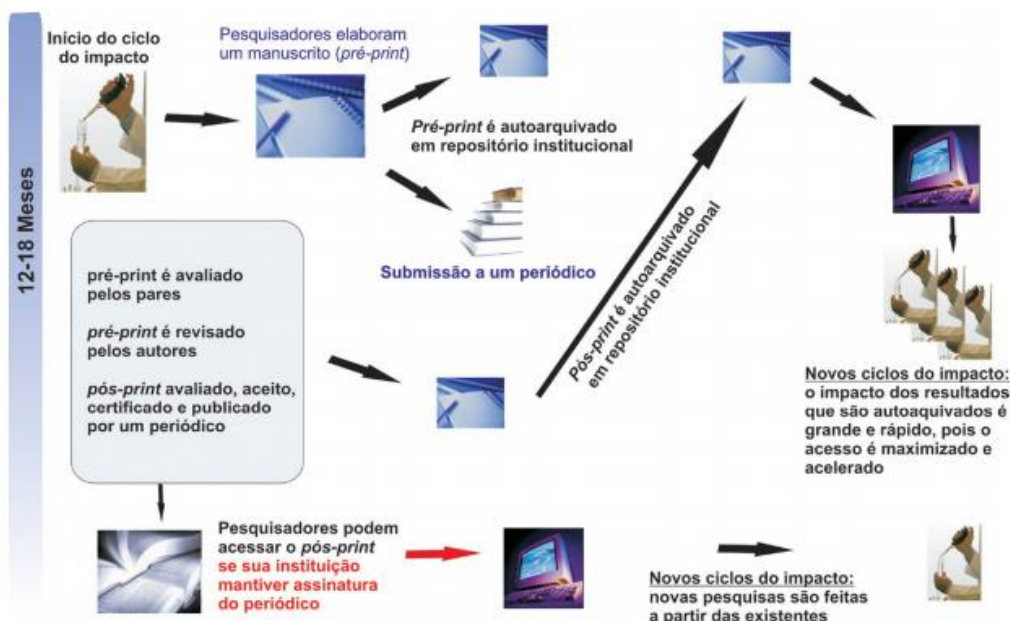 12-18 Meses
Início do ciclo
do impacto
Pesquisadores elaboram
um manuscrito (pré-print)
Pré-print é autoarquivado
em repositório institucional
Submissão a um periódico
pré-print é avaliado
pelos pares
pré-print é revisado
pelos autores
pós-print avaliado, aceito,
certificado e publicado
por um periódico
Pós-print é autoarquivado
em repositório institucional
Novos ciclos do impacto:
o impacto dos resultados
que são autoaquivados é
grande e rápido, pois o
acesso é maximizado e
acelerado
Pesquisadores podem
acessar o pós-print
se sua instituição
mantiver assinatura
do periódico
Novos ciclos do impacto:
novas pesquisas são feitas
a partir das existentes